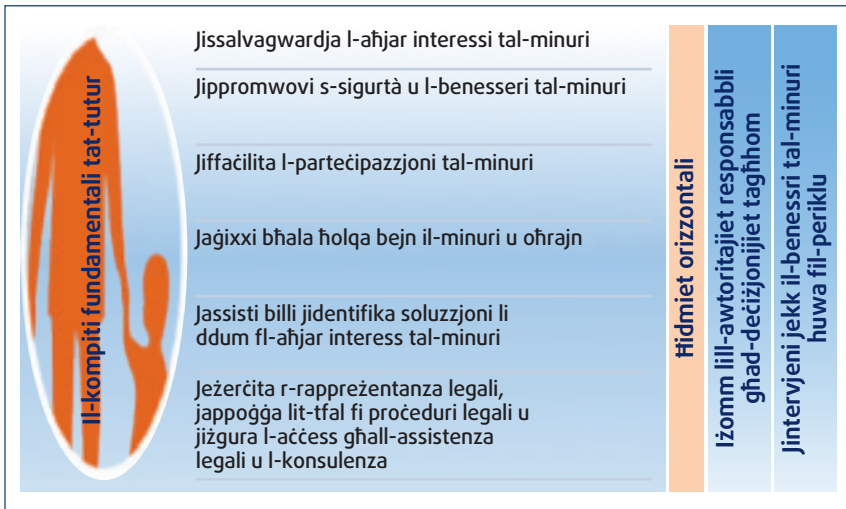 Il-kompiti fundamentali tat-tutur
Jissalvagwardja l-aħjar interessi tal-minuri
Jippromwovi s-sigurtà u l-benesseri tal-minuri
Jiffaċilita l-parteċipazzjoni tal-minuri
Jaġixxi bħala ħolqa bejn il-minuri u oħrajn
Jassisti billi jidentifika soluzzjoni li
ddum fl-aħjar interess tal-minuri
Jeżerċita r-rappreżentanza legali,
jappoġġa lit-tfal fi proċeduri legali u
jiżgura l-aċċess għall-assistenza
legali u l-konsulenza
Ħidmiet orizzontali
Iżomm lill-awtoritajiet responsabbli
għad-deċiżjonijiet tagħhom
Jintervjeni jekk il-benessri tal-minuri
huwa fil-periklu